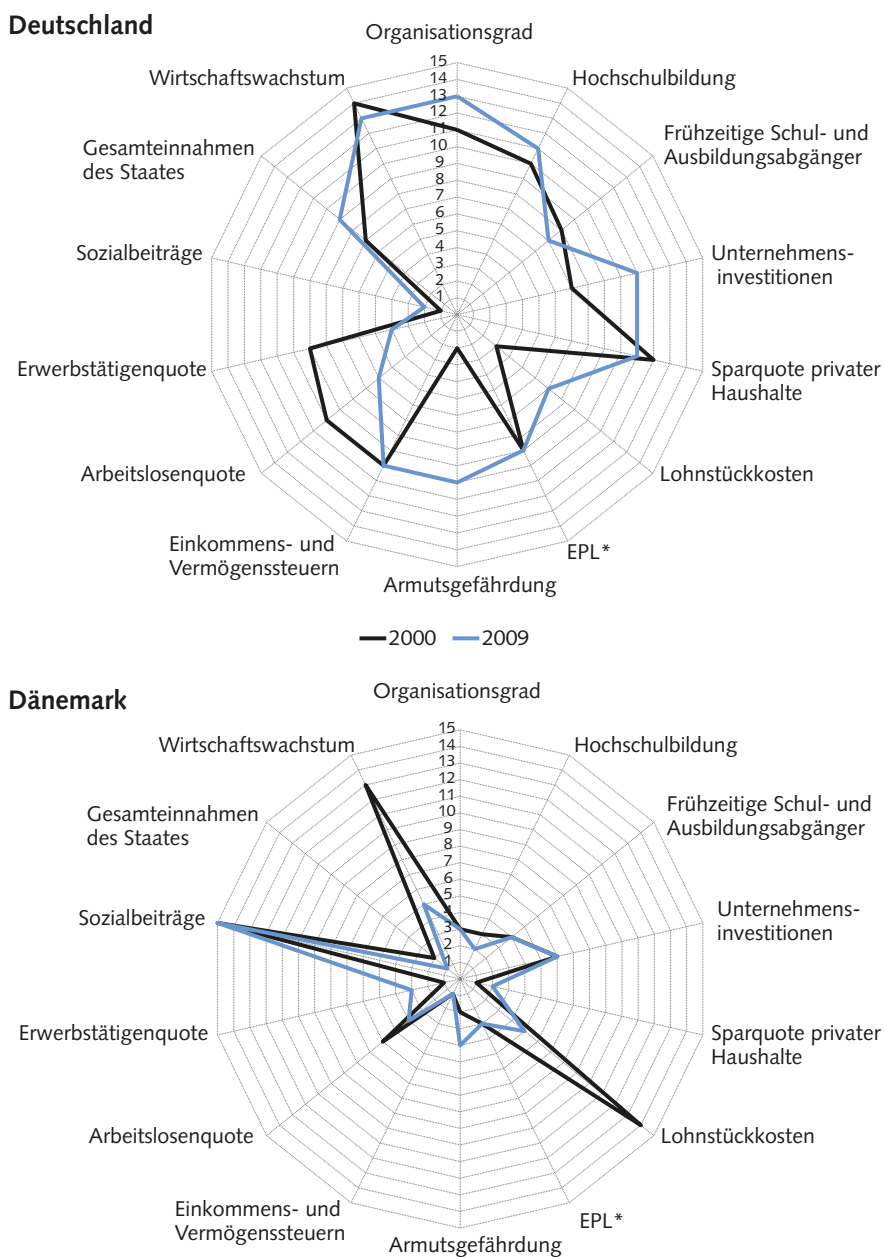 Deutschland
Organisationsgrad
Wirtschaftswachstum
Hochschulbildung
Gesamteinnahmen
des Staates
Frühzeitige Schul- und
Ausbildungsabgänger
Sozialbeiträge
Unternehmens-
investitionen
Erwerbstätigenquote
Sparquote privater
Haushalte
Arbeitslosenquote
Lohnstückkosten
Einkommens- und
Vermögenssteuern
EPL*
Armutsgefährdung
15
14
13
12
11
10
9
8
7
6
5
4
3
2
1
2000 2009
Dänemark
Organisationsgrad
Wirtschaftswachstum
Hochschulbildung
Gesamteinnahmen
des Staates
Frühzeitige Schul- und
Ausbildungsabgänger
Sozialbeiträge
Unternehmens-
investitionen
Erwerbstätigenquote
Sparquote privater
Haushalte
Arbeitslosenquote
Lohnstückkosten
Einkommens- und
Vermögenssteuern
EPL*
Armutsgefährdung
15
14
13
12
11
10
9
8
7
6
5
4
3
2
1